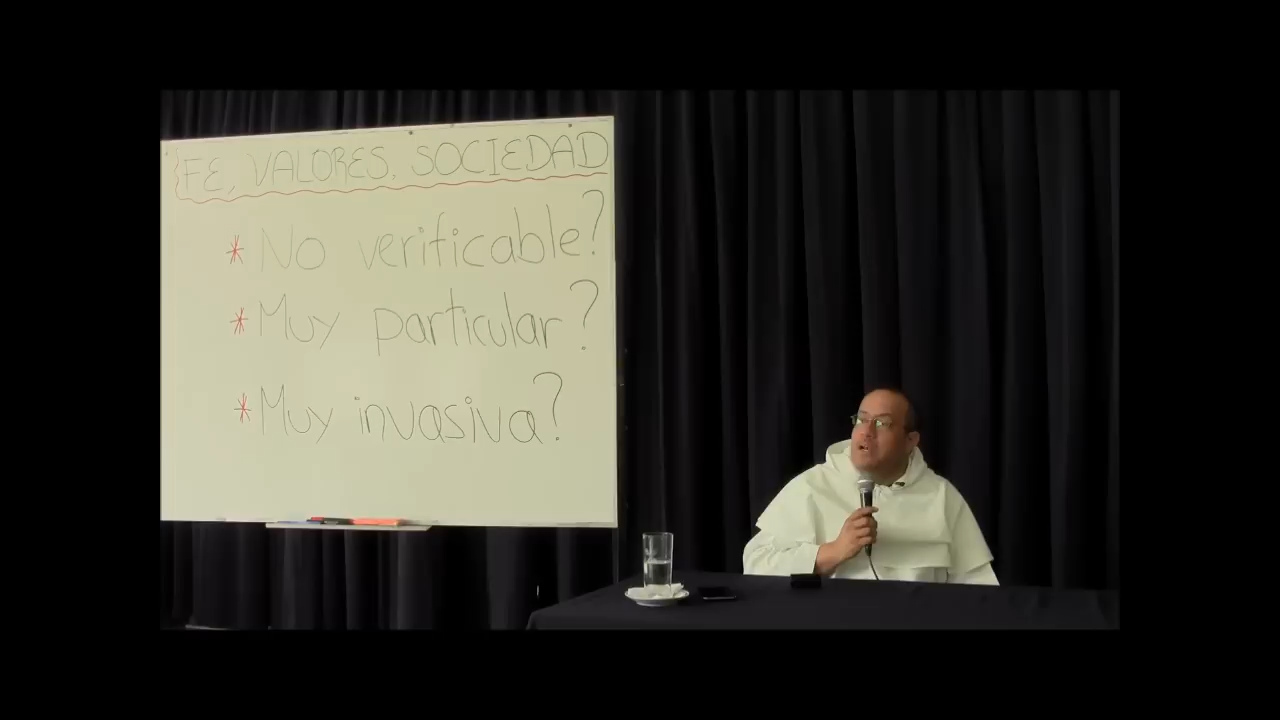 FE, VALORES, SOCIEDAD
* No verificable?
* Muy particular?
* Muy invasiva?